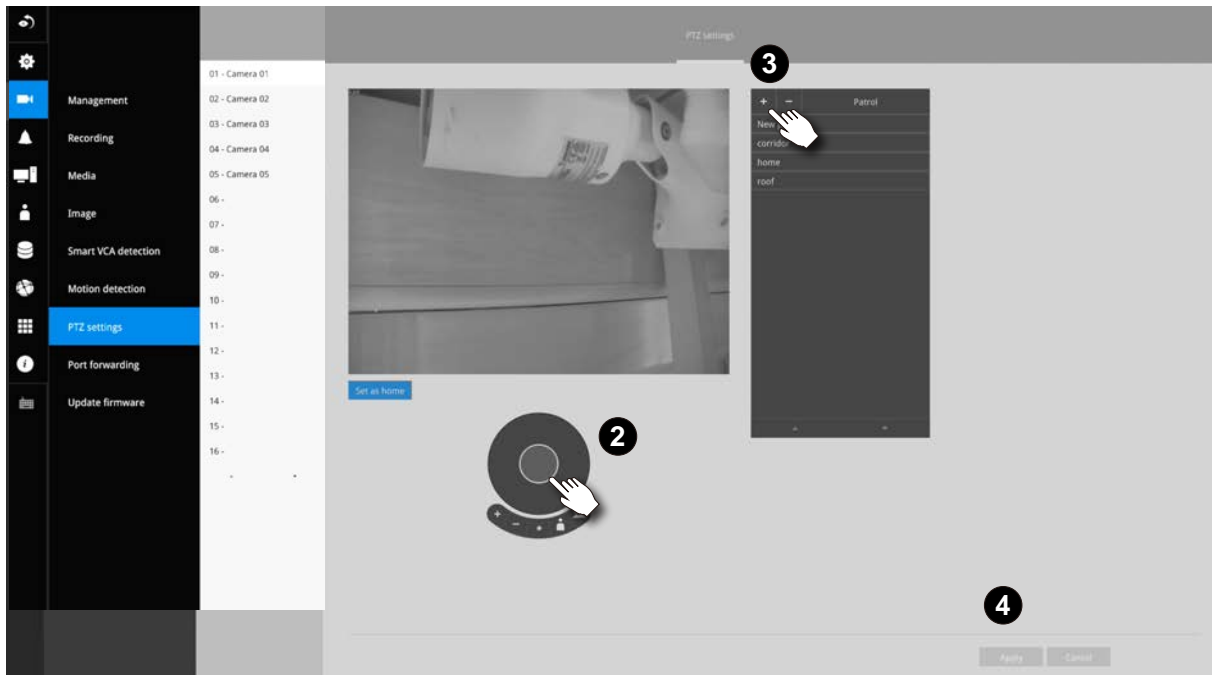 PTZ settings
3
01 - Camera 01
Management
02 - Camera 02
+ - Patrol
New
03 - Camera 03
Recording
corridor
04 - Camera 04
home
Media
05 - Camera 05
roof
06 -
Image
07 -
Smart VCA detection
08 -
09 -
Motion detection
10 -
PTZ settings
11 -
12 -
Port forwarding
13 -
Set as home
Update firmware
14 -
15 -
2
16 -
4
Apply Cancel